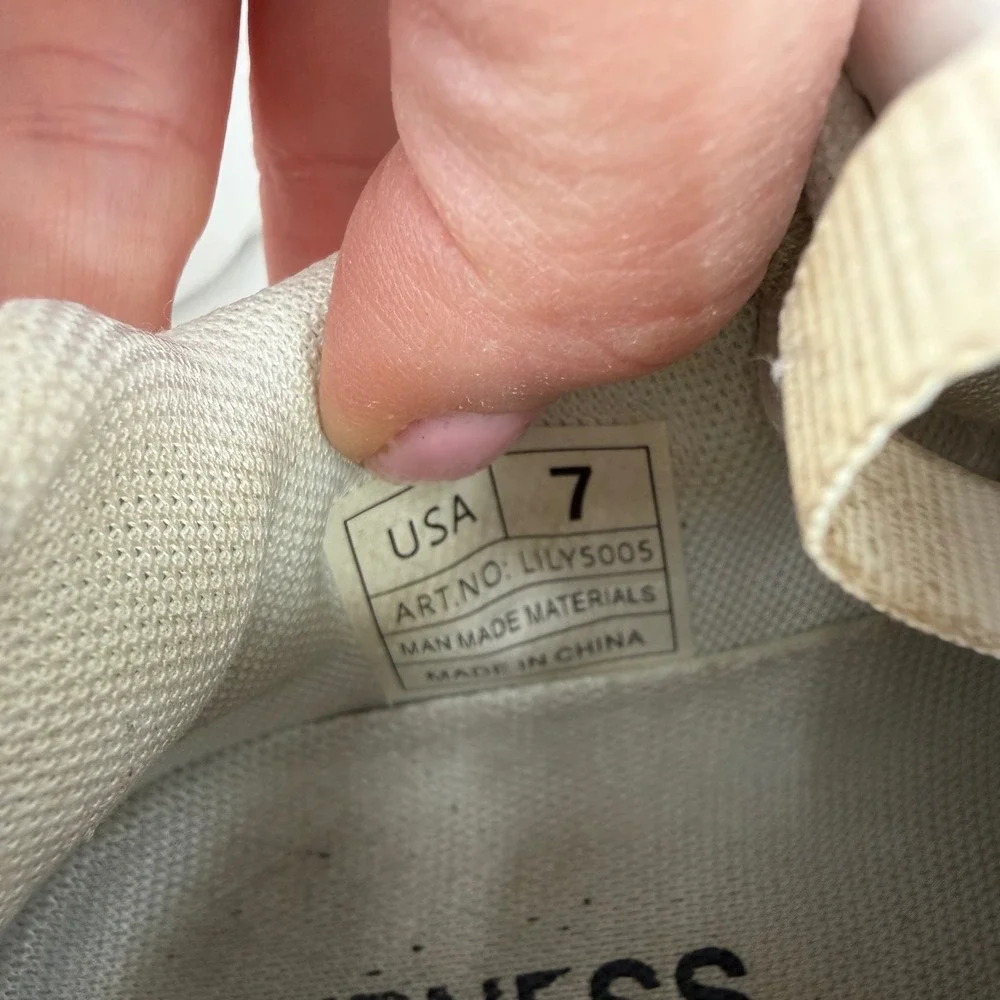 USA 7
ART.NO: LILY5005
MAN MADE MATERIALS
MADE IN CHINA